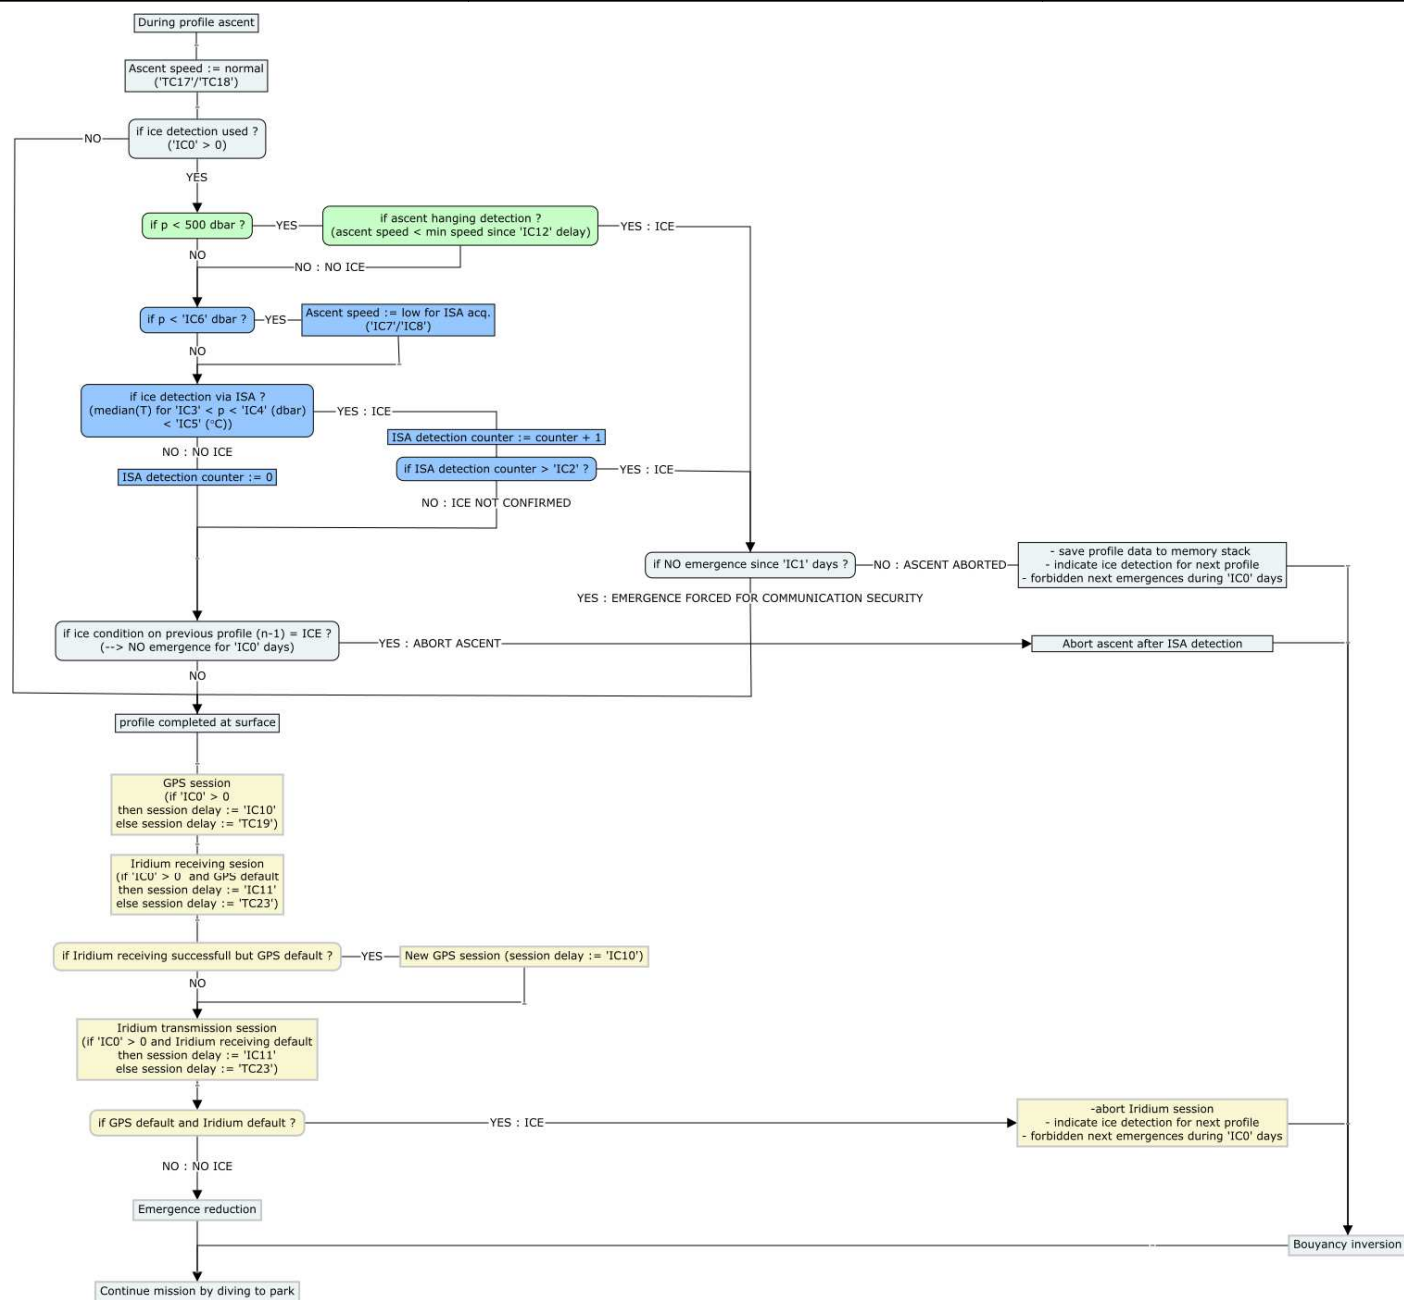 During profile ascent
Ascent speed := normal
('TC17'/'TC18')
if ice detection used ?
('IC0' > 0)
NO
YES
if p < 500 dbar ?
YES
if ascent hanging detection ?
(ascent speed < min speed since 'IC12' delay)
YES : ICE
NO
NO : NO ICE
if p < 'IC6' dbar ?
YES
Ascent speed := low for ISA acq.
('IC7'/'IC8')
NO
if ice detection via ISA ?
(median(T) for 'IC3' < p < 'IC4' (dbar)
< 'IC5' (°C))
YES : ICE
ISA detection counter := counter + 1
NO : NO ICE
ISA detection counter := 0
if ISA detection counter > 'IC2' ?
YES : ICE
NO : ICE NOT CONFIRMED
if NO emergence since 'IC1' days ?
NO : ASCENT ABORTED
- save profile data to memory stack
- indicate ice detection for next profile
- forbidden next emergences during 'IC0' days
YES : EMERGENCE FORCED FOR COMMUNICATION SECURITY
if ice condition on previous profile (n-1) = ICE ?
(--> NO emergence for 'IC0' days)
YES : ABORT ASCENT
Abort ascent after ISA detection
NO
profile completed at surface
GPS session
(if 'IC0' > 0
then session delay := 'IC10'
else session delay := 'TC19')
Iridium receiving sesion
(if 'IC0' > 0 and GPS default
then session delay := 'IC11'
else session delay := 'TC23')
if Iridium receiving successfull but GPS default ?
YES
New GPS session (session delay := 'IC10')
NO
Iridium transmission session
(if 'IC0' > 0 and Iridium receiving default
then session delay := 'IC11'
else session delay := 'TC23')
if GPS default and Iridium default ?
YES : ICE
-abort Iridium session
- indicate ice detection for next profile
- forbidden next emergences during 'IC0' days
NO : NO ICE
Emergence reduction
Bouyancy inversion
Continue mission by diving to park